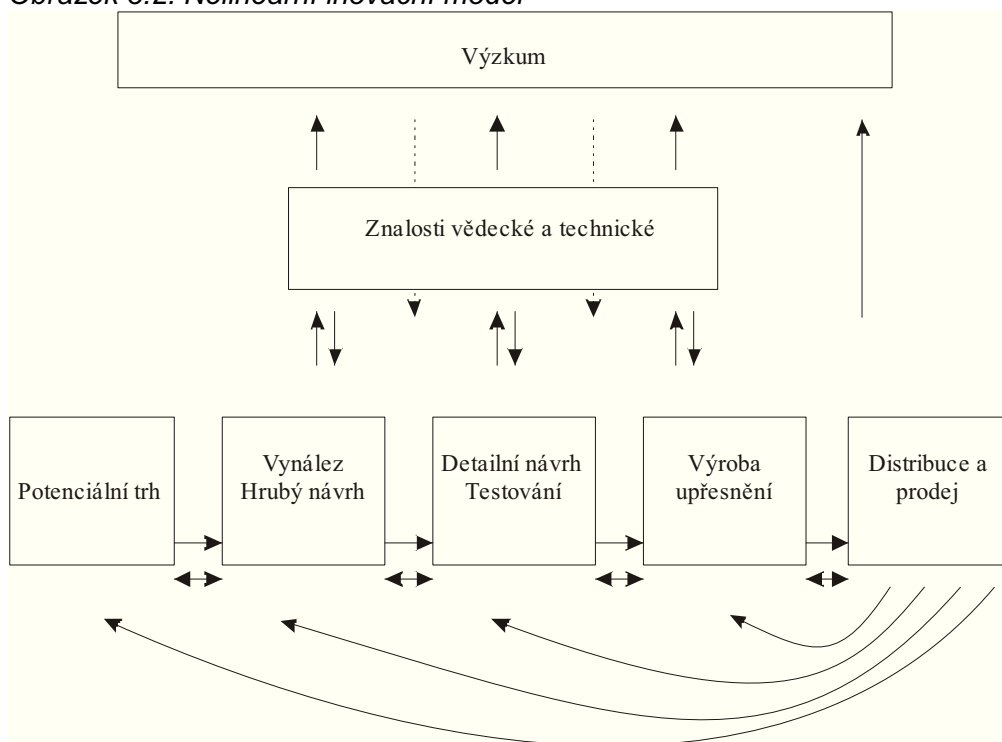 Obrázek 3.2: Nelineární inovační model
Výzkum
Znalosti vědecké a technické
Potenciální trh
Vynález
Hrubý návrh
Detailní návrh
Testování
Výroba
upřesnění
Distribuce a
prodej